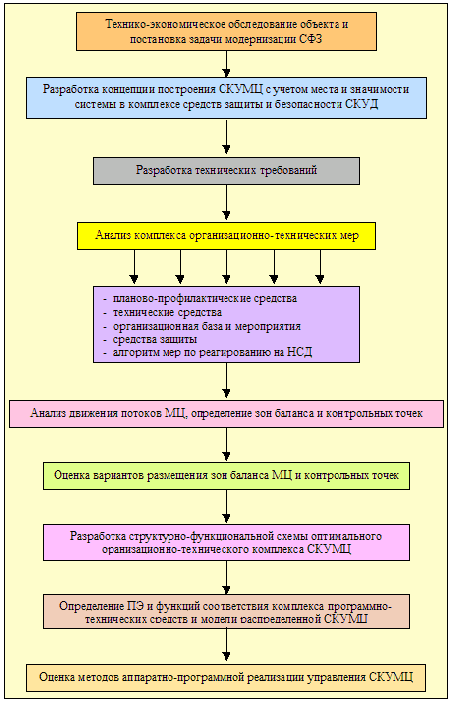 Технико-экономическое обследование объекта и
постановка задачи модернизации СФЗ
Разработка концепции построения СКУМЦ с учетом места и значимости
системы в комплексе средств защиты и безопасности СКУД
Разработка технических требований
Анализ комплекса организационно-технических мер
- планово-профилактические средства
- технические средства
- организационная база и мероприятия
- средства защиты
- алгоритм мер по реагированию на НСД
Анализ движения потоков МЦ, определение зон баланса и контрольных точек
Оценка вариантов размещения зон баланса МЦ и контрольных точек
Разработка структурно-функциональной схемы оптимального
оранизационно-технического комплекса СКУМЦ
Определение ПЭ и функций соответствия комплекса программно-
технических средств и модели распределенной СКУМЦ
Оценка методов аппаратно-программой реализации управления СКУМЦ